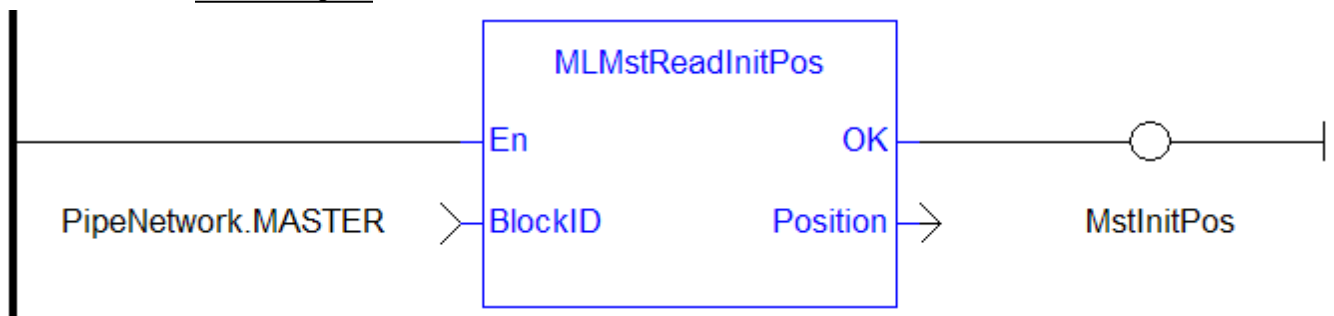 MLMstReadInitPos
En OK
PipeNetwork.MASTER BlockID Position MstInitPos